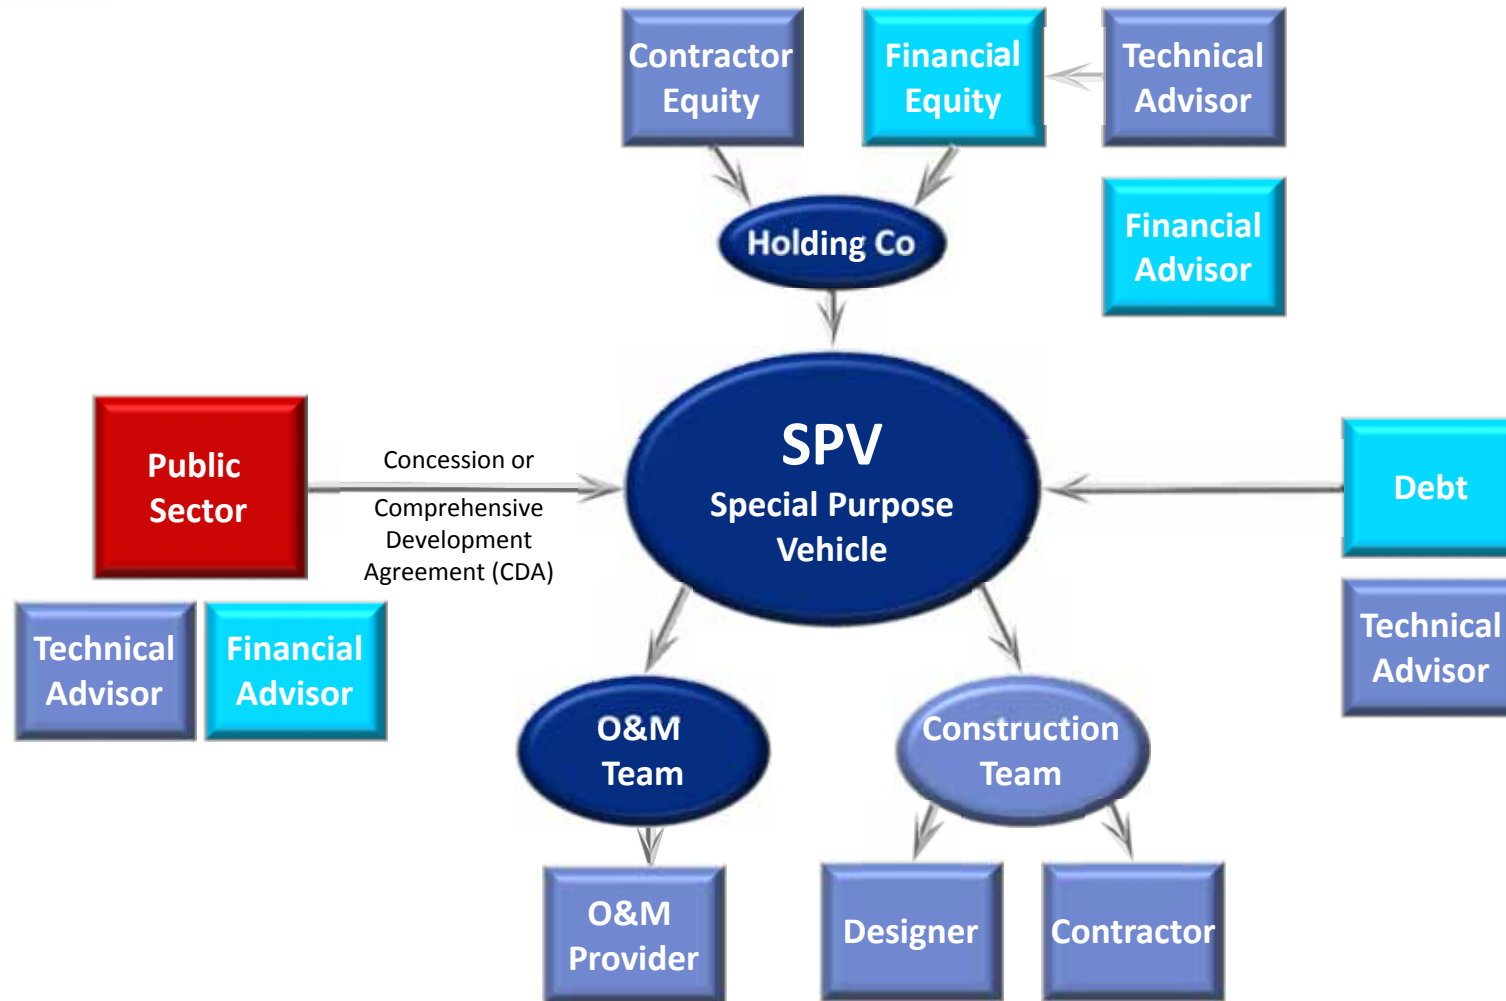 Contractor
Equity
Financial
Equity
Technical
Advisor
Financial
Advisor
Holding Co
SPV
Special Purpose
Vehicle
Public
Sector
Concession or
Comprehensive
Development
Agreement (CDA)
Debt
Technical
Advisor
Financial
Advisor
Technical
Advisor
O&M
Team
Construction
Team
O&M
Provider
Designer
Contractor